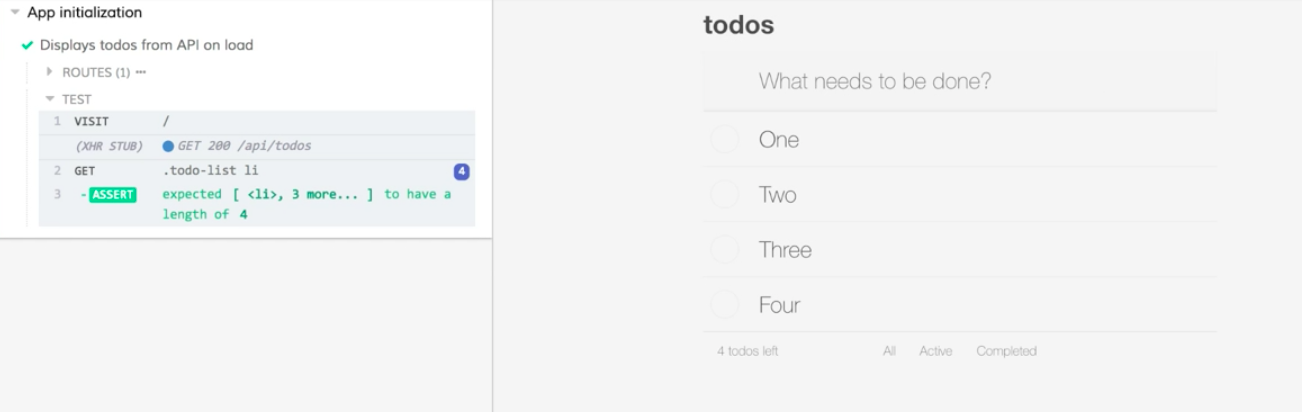 App initialization
Displays todos from API on load
ROUTES (1) •••
TEST
1 VISIT /
(XHR STUB) GET 200 /api/todos
2 GET .todo-list li 4
3 -ASSERT expected [ <li>, 3 more... ] to have a
length of 4
todos
What needs to be done?
One
Two
Three
Four
4 todos left All Active Completed